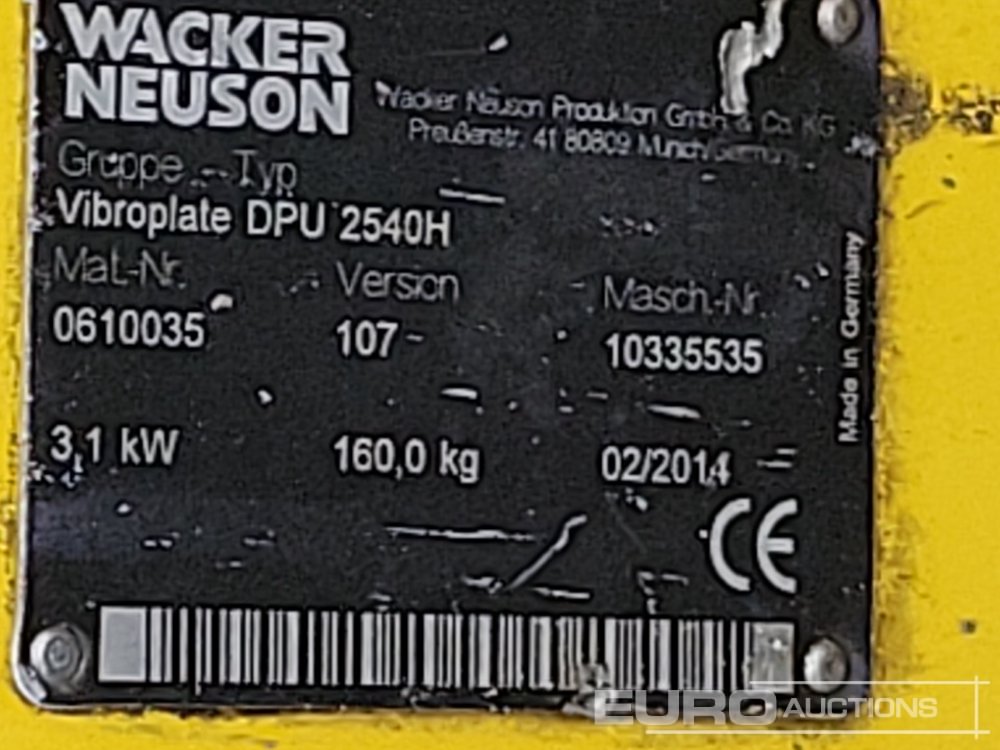 WACKER
NEUSON
Wacker Neuson Produktion GmbH & Co. KG
Preußenstr. 41 80809 Munich/Germany
Gruppe - Typ
Vibroplate DPU 2540H
Mat.-Nr. Version Masch.-Nr.
0610035 107 10335535
3,1 kW 160,0 kg 02/2014
CE
Made in Germany
EURO AUCTIONS